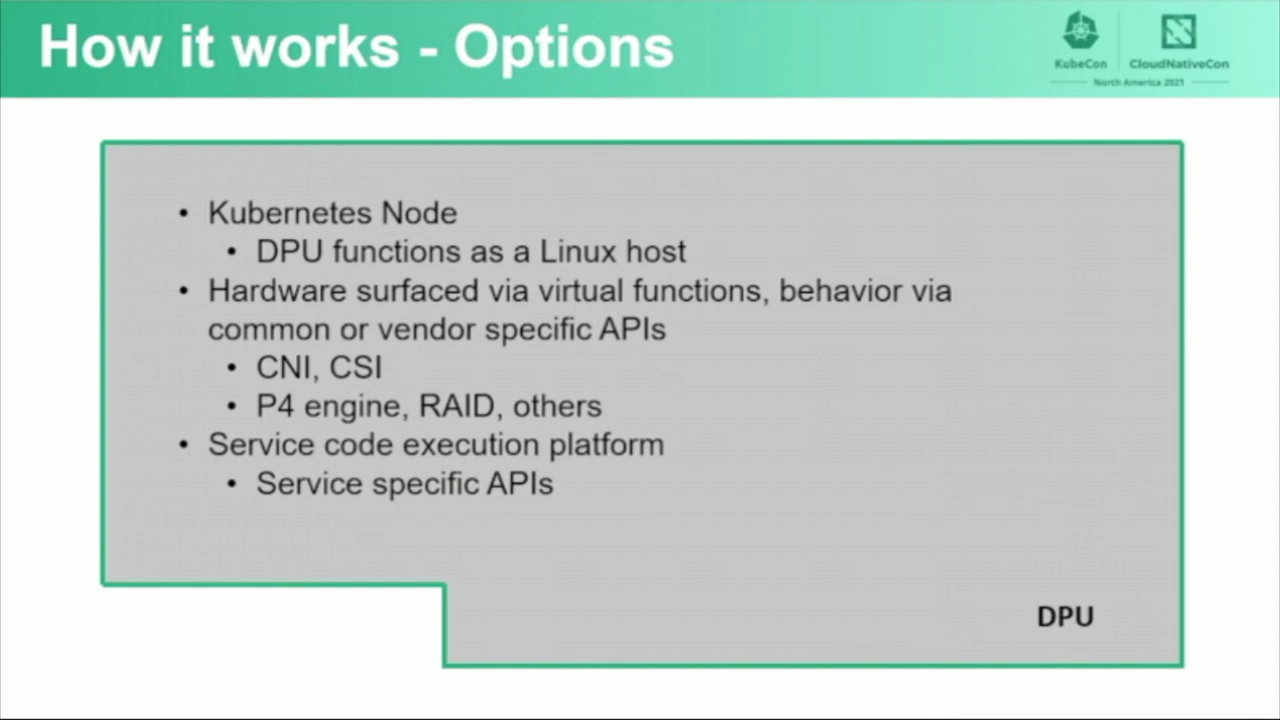 How it works - Options
KubeCon
CloudNativeCon
North America 2021
• Kubernetes Node
• DPU functions as a Linux host
• Hardware surfaced via virtual functions, behavior via
common or vendor specific APIs
• CNI, CSI
• P4 engine, RAID, others
• Service code execution platform
• Service specific APIs
DPU